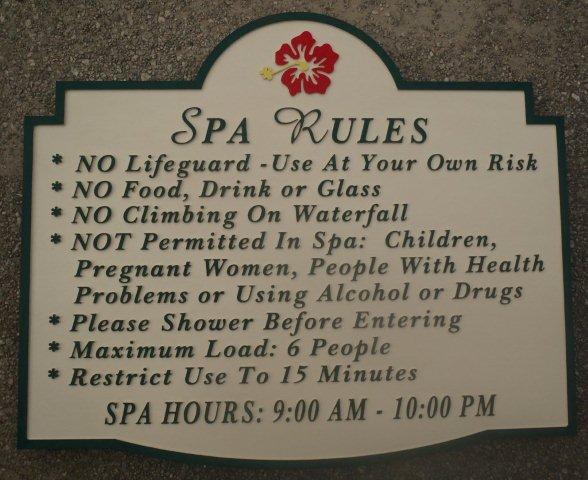 SPA RULES
* NO Lifeguard -Use At Your Own Risk
* NO Food, Drink or Glass
* NO Climbing On Waterfall
* NOT Permitted In Spa: Children,
Pregnant Women, People With Health
Problems or Using Alcohol or Drugs
* Please Shower Before Entering
* Maximum Load: 6 People
* Restrict Use To 15 Minutes
SPA HOURS: 9:00 AM - 10:00 PM